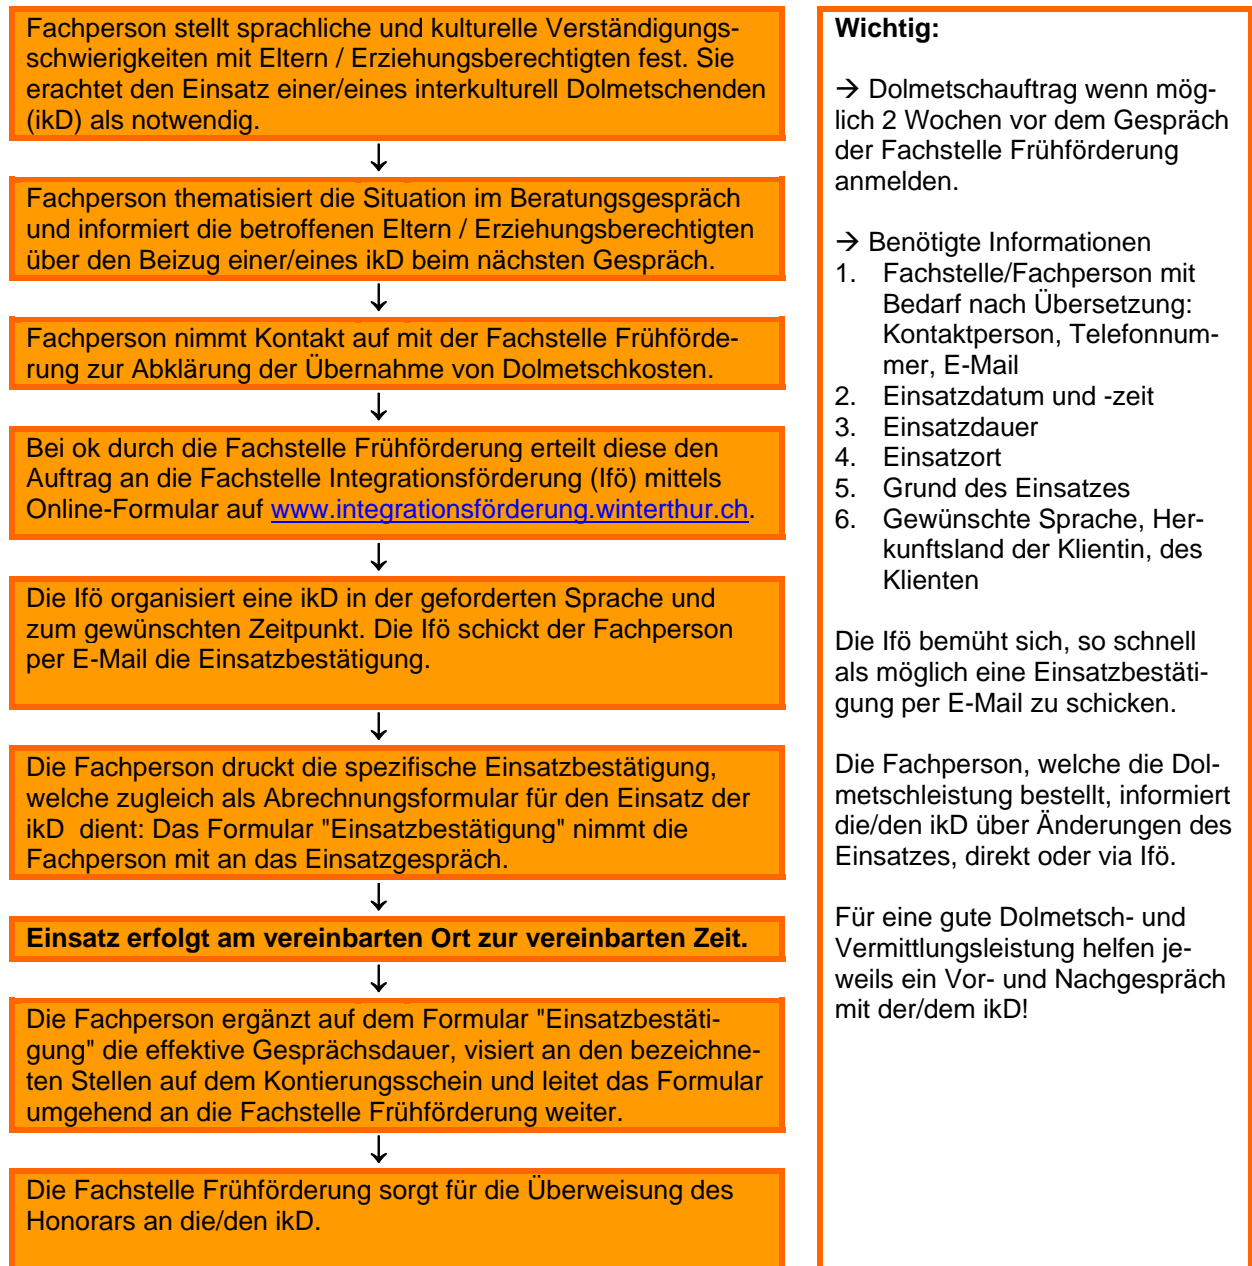 Fachperson stellt sprachliche und kulturelle Verständigungs-
schwierigkeiten mit Eltern / Erziehungsberechtigten fest. Sie
erachtet den Einsatz einer/eines interkulturell Dolmetschenden
(ikD) als notwendig.
↓
Fachperson thematisiert die Situation im Beratungsgespräch
und informiert die betroffenen Eltern / Erziehungsberechtigten
über den Beizug einer/eines ikD beim nächsten Gespräch.
↓
Fachperson nimmt Kontakt auf mit der Fachstelle Frühförde-
rung zur Abklärung der Übernahme von Dolmetschkosten.
↓
Bei ok durch die Fachstelle Frühförderung erteilt diese den
Auftrag an die Fachstelle Integrationsförderung (Ifö) mittels
Online-Formular auf www.integrationsförderung.winterthur.ch.
↓
Die Ifö organisiert eine ikD in der geforderten Sprache und
zum gewünschten Zeitpunkt. Die Ifö schickt der Fachperson
per E-Mail die Einsatzbestätigung.
↓
Die Fachperson druckt die spezifische Einsatzbestätigung,
welche zugleich als Abrechnungsformular für den Einsatz der
ikD  dient: Das Formular "Einsatzbestätigung" nimmt die
Fachperson mit an das Einsatzgespräch.
↓
Einsatz erfolgt am vereinbarten Ort zur vereinbarten Zeit.
↓
Die Fachperson ergänzt auf dem Formular "Einsatzbestäti-
gung" die effektive Gesprächsdauer, visiert an den bezeichne-
ten Stellen auf dem Kontierungsschein und leitet das Formular
umgehend an die Fachstelle Frühförderung weiter.
↓
Die Fachstelle Frühförderung sorgt für die Überweisung des
Honorars an die/den ikD.
Wichtig:
→ Dolmetschauftrag wenn mög-
lich 2 Wochen vor dem Gespräch
der Fachstelle Frühförderung
anmelden.
→ Benötigte Informationen
1. Fachstelle/Fachperson mit
Bedarf nach Übersetzung:
Kontaktperson, Telefonnum-
mer, E-Mail
2. Einsatzdatum und -zeit
3. Einsatzdauer
4. Einsatzort
5. Grund des Einsatzes
6. Gewünschte Sprache, Her-
kunftsland der Klientin, des
Klienten
Die Ifö bemüht sich, so schnell
als möglich eine Einsatzbestäti-
gung per E-Mail zu schicken.
Die Fachperson, welche die Dol-
metschleistung bestellt, informiert
die/den ikD über Änderungen des
Einsatzes, direkt oder via Ifö.
Für eine gute Dolmetsch- und
Vermittlungsleistung helfen je-
weils ein Vor- und Nachgespräch
mit der/dem ikD!